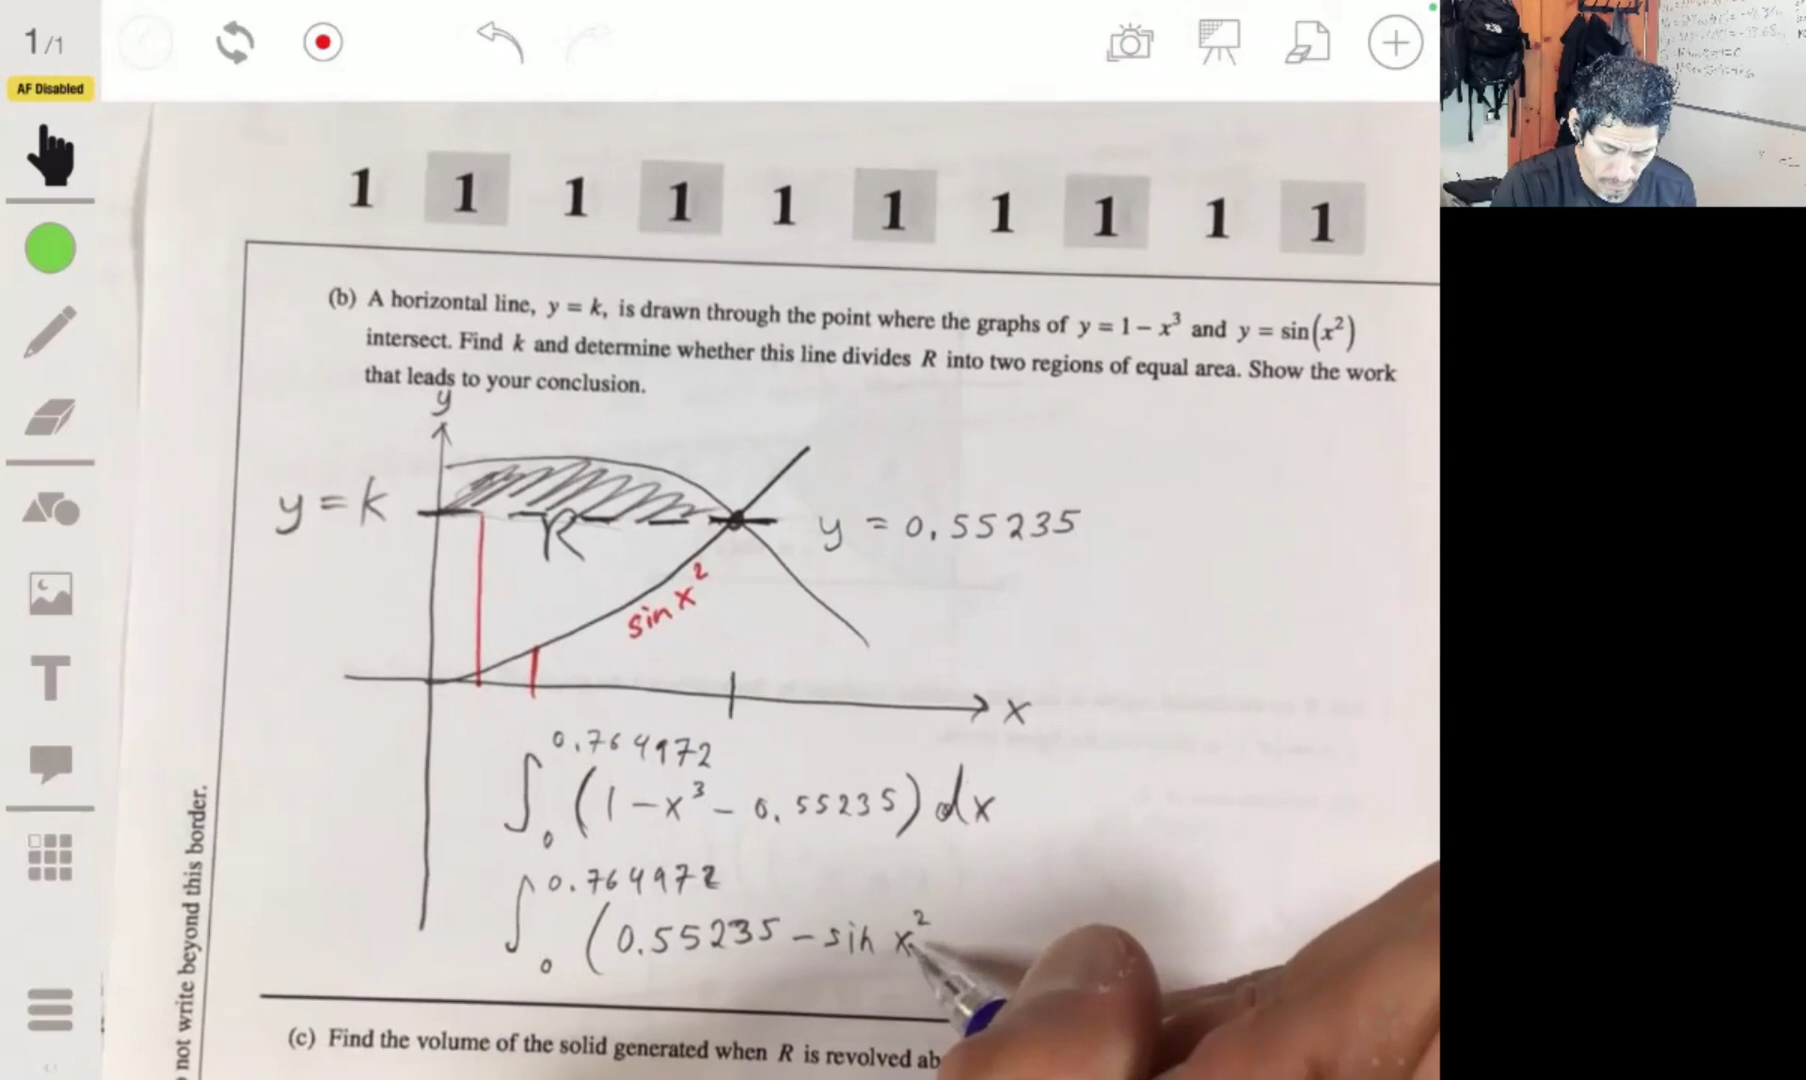 1/1
AF Disabled
1 1 1 1 1 1 1 1 1 1
(b) A horizontal line, y = k, is drawn through the point where the graphs of y = 1 − x³ and y = sin(x²)
intersect. Find k and determine whether this line divides R into two regions of equal area. Show the work
that leads to your conclusion.
y
y = k
R
y = 0.55235
sin x²
x
∫₀^0.764972 (1 − x³ − 0.55235) dx
∫₀^0.764972 (0.55235 − sin x²
not write beyond this border.
(c) Find the volume of the solid generated when R is revolved ab
T